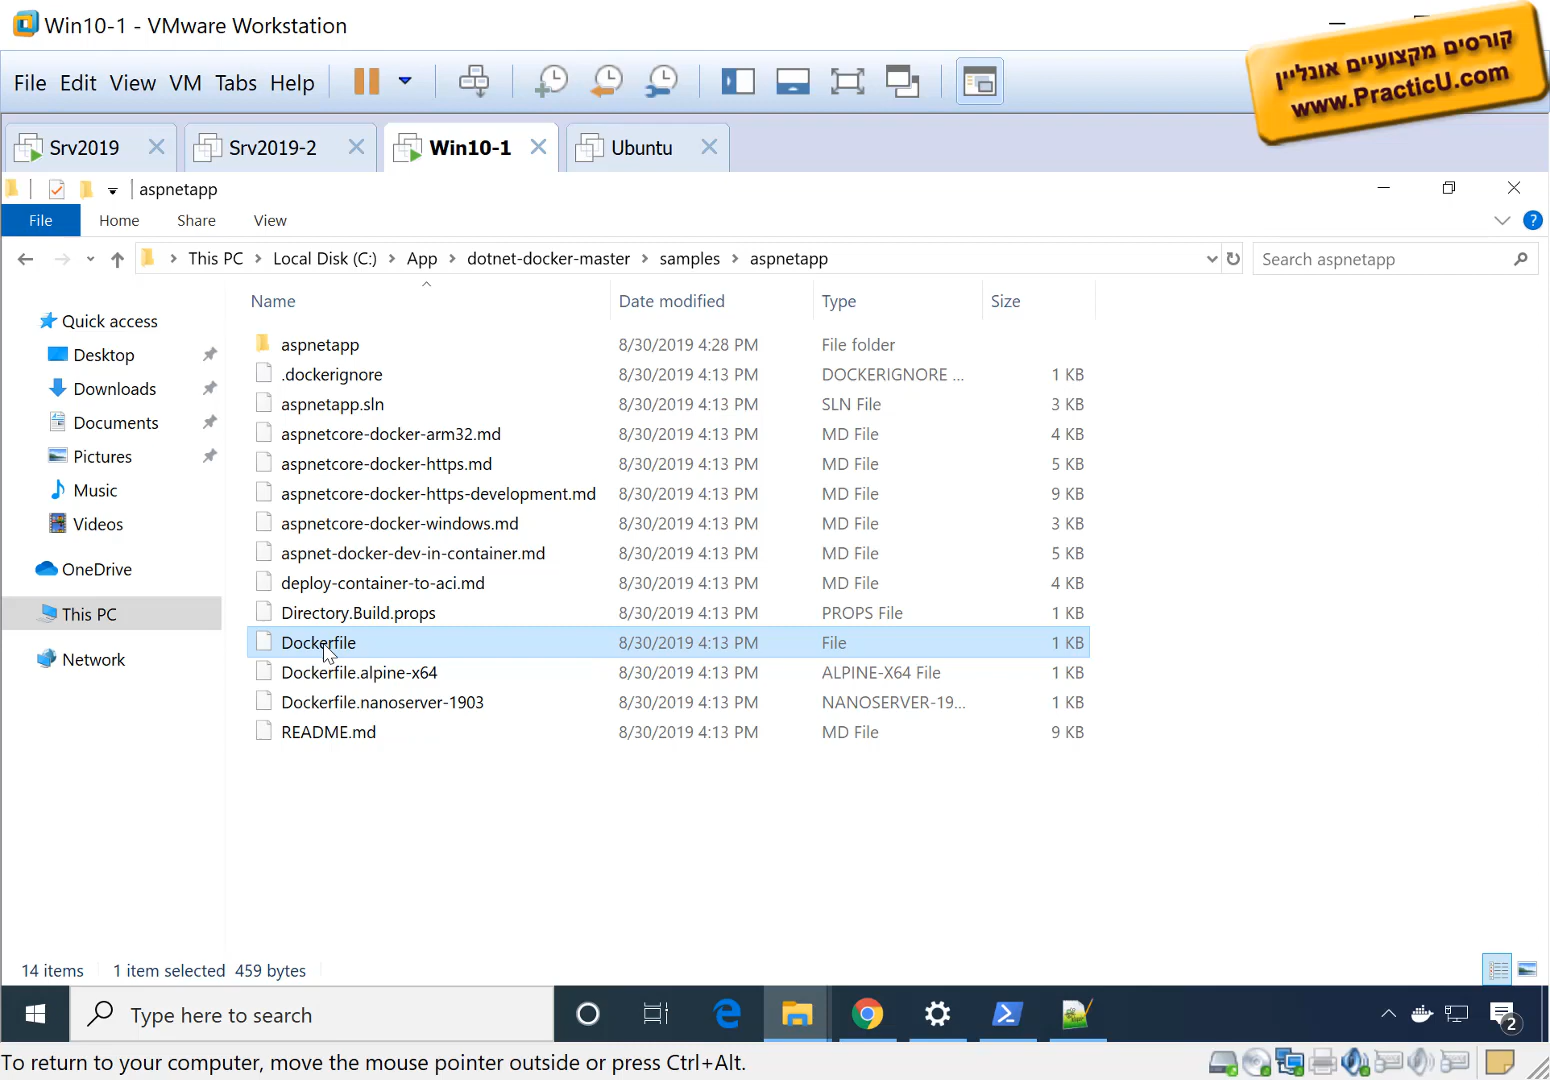 Win10-1 - VMware Workstation
קורסים מקצועיים אונליין
www.PracticU.com
File Edit View VM Tabs Help
Srv2019
Srv2019-2
Win10-1
Ubuntu
aspnetapp
File Home Share View
This PC > Local Disk (C:) > App > dotnet-docker-master > samples > aspnetapp
Search aspnetapp
Name Date modified Type Size
Quick access
Desktop
Downloads
Documents
Pictures
Music
Videos
OneDrive
This PC
Network
aspnetapp 8/30/2019 4:28 PM File folder
.dockerignore 8/30/2019 4:13 PM DOCKERIGNORE ... 1 KB
aspnetapp.sln 8/30/2019 4:13 PM SLN File 3 KB
aspnetcore-docker-arm32.md 8/30/2019 4:13 PM MD File 4 KB
aspnetcore-docker-https.md 8/30/2019 4:13 PM MD File 5 KB
aspnetcore-docker-https-development.md 8/30/2019 4:13 PM MD File 9 KB
aspnetcore-docker-windows.md 8/30/2019 4:13 PM MD File 3 KB
aspnet-docker-dev-in-container.md 8/30/2019 4:13 PM MD File 5 KB
deploy-container-to-aci.md 8/30/2019 4:13 PM MD File 4 KB
Directory.Build.props 8/30/2019 4:13 PM PROPS File 1 KB
Dockerfile 8/30/2019 4:13 PM File 1 KB
Dockerfile.alpine-x64 8/30/2019 4:13 PM ALPINE-X64 File 1 KB
Dockerfile.nanoserver-1903 8/30/2019 4:13 PM NANOSERVER-19... 1 KB
README.md 8/30/2019 4:13 PM MD File 9 KB
14 items 1 item selected 459 bytes
Type here to search
2
To return to your computer, move the mouse pointer outside or press Ctrl+Alt.